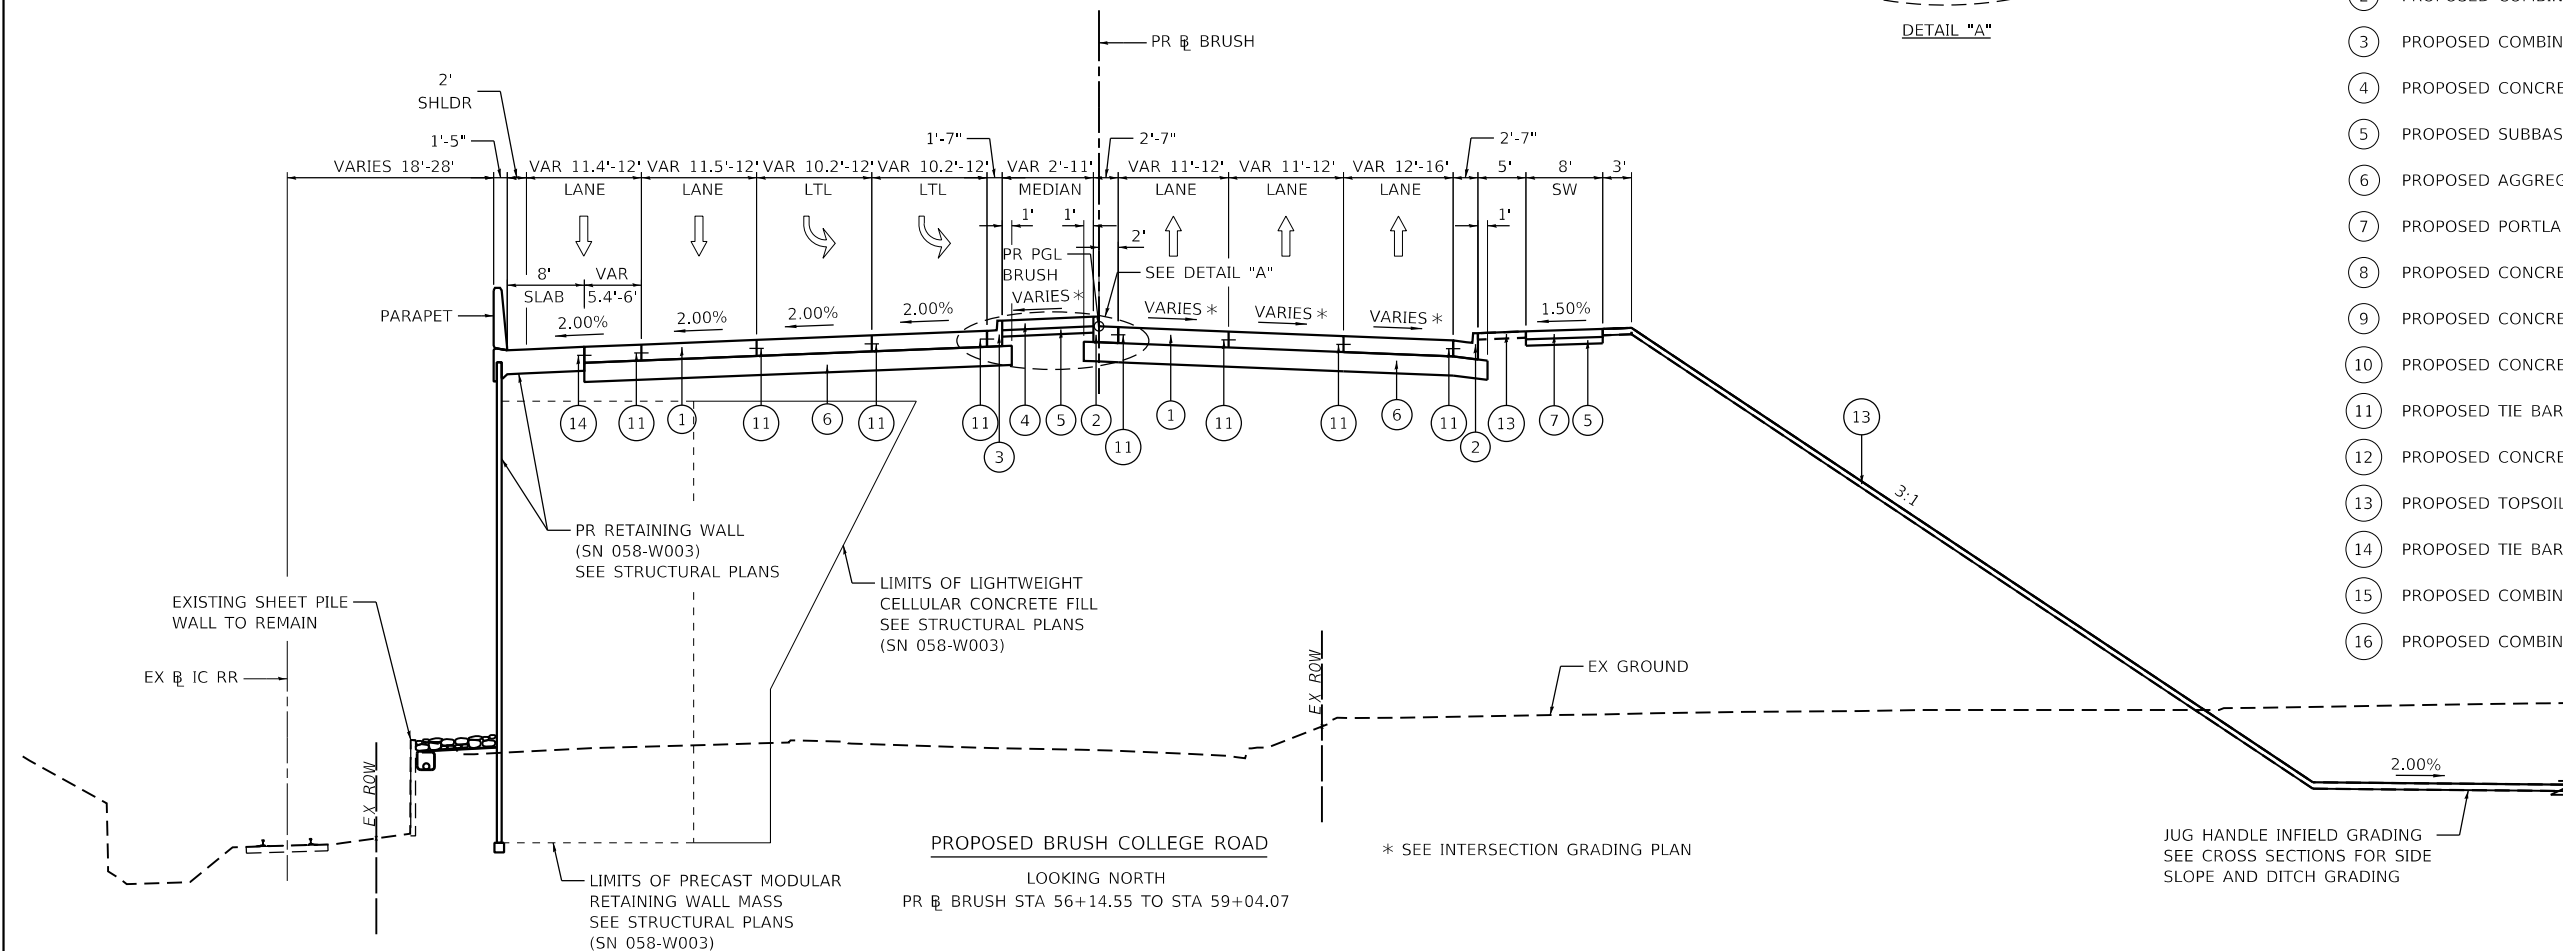 DETAIL "A"
PR ⅊ BRUSH
2'
SHLDR
1'-5"
1'-7"
2'-7"
2'-7"
VARIES 18'-28'
VAR 11.4'-12'
VAR 11.5'-12'
VAR 10.2'-12'
VAR 10.2'-12'
VAR 2'-11'
VAR 11'-12'
VAR 11'-12'
VAR 12'-16'
5'
8'
3'
LANE
LANE
LTL
LTL
MEDIAN
LANE
LANE
LANE
SW
1'
1'
2'
1'
PR PGL
BRUSH
SEE DETAIL "A"
8'
SLAB
VAR
5.4'-6'
PARAPET
2.00%
2.00%
2.00%
2.00%
VARIES *
VARIES *
VARIES *
VARIES *
1.50%
14
11
1
11
6
11
11
3
4
5
2
11
1
11
11
6
11
2
13
7
5
13
3:1
PR RETAINING WALL
(SN 058-W003)
SEE STRUCTURAL PLANS
LIMITS OF LIGHTWEIGHT
CELLULAR CONCRETE FILL
SEE STRUCTURAL PLANS
(SN 058-W003)
EXISTING SHEET PILE
WALL TO REMAIN
EX ⅊ IC RR
EX ROW
EX ROW
EX GROUND
2.00%
JUG HANDLE INFIELD GRADING
SEE CROSS SECTIONS FOR SIDE
SLOPE AND DITCH GRADING
LIMITS OF PRECAST MODULAR
RETAINING WALL MASS
SEE STRUCTURAL PLANS
(SN 058-W003)
PROPOSED BRUSH COLLEGE ROAD
LOOKING NORTH
PR ⅊ BRUSH STA 56+14.55 TO STA 59+04.07
* SEE INTERSECTION GRADING PLAN
3 PROPOSED COMBIN
4 PROPOSED CONCRE
5 PROPOSED SUBBAS
6 PROPOSED AGGREG
7 PROPOSED PORTLA
8 PROPOSED CONCRE
9 PROPOSED CONCRE
10 PROPOSED CONCRE
11 PROPOSED TIE BAR
12 PROPOSED CONCRE
13 PROPOSED TOPSOIL
14 PROPOSED TIE BAR
15 PROPOSED COMBIN
16 PROPOSED COMBIN